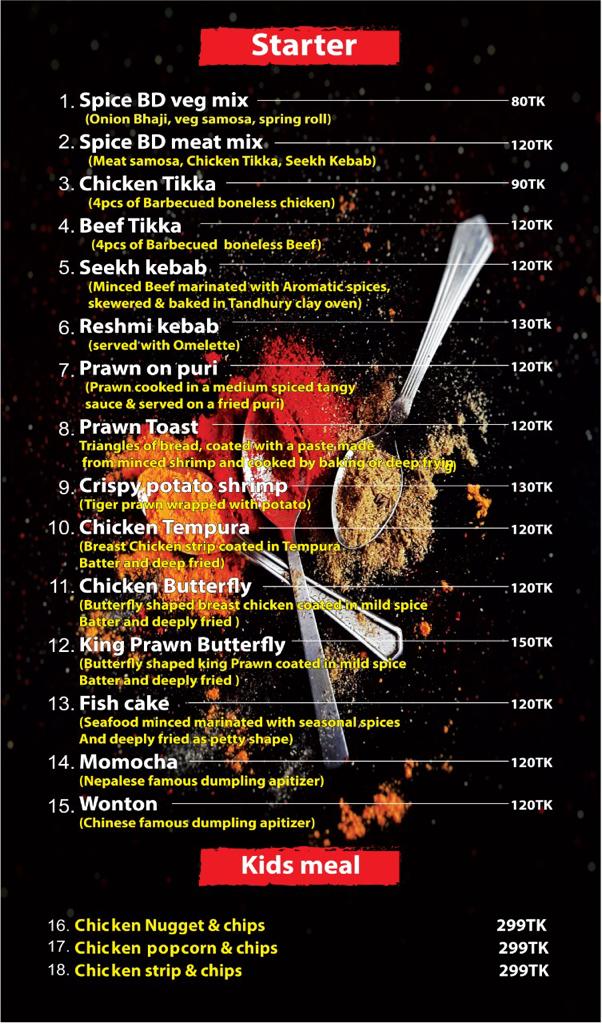 Starter
1. Spice BD veg mix 80TK
(Onion Bhaji, veg samosa, spring roll)
2. Spice BD meat mix 120TK
(Meat samosa, Chicken Tikka, Seekh Kebab)
3. Chicken Tikka 90TK
(4pcs of Barbecued boneless chicken)
4. Beef Tikka 120TK
(4pcs of Barbecued boneless Beef)
5. Seekh kebab 120TK
(Minced Beef marinated with Aromatic spices,
skewered & baked in Tandhury clay oven)
6. Reshmi kebab 130Tk
(served with Omelette)
7. Prawn on puri 120TK
(Prawn cooked in a medium spiced tangy
sauce & served on a fried puri)
8. Prawn Toast 120TK
Triangles of bread, coated with a paste made
from minced shrimp and cooked by baking or deep fryin)
9. Crispy potato shrimp 130TK
(Tiger prawn wrapped with potato)
10. Chicken Tempura 120TK
(Breast Chicken strip coated in Tempura
Batter and deep fried)
11. Chicken Butterfly 120TK
(Butterfly shaped breast chicken coated in mild spice
Batter and deeply fried )
12. King Prawn Butterfly 150TK
(Butterfly shaped king Prawn coated in mild spice
Batter and deeply fried )
13. Fish cake 120TK
(Seafood minced marinated with seasonal spices
And deeply fried as petty shape)
14. Momocha 120TK
(Nepalese famous dumpling apitizer)
15. Wonton 120TK
(Chinese famous dumpling apitizer)
Kids meal
16. Chicken Nugget & chips 299TK
17. Chicken popcorn & chips 299TK
18. Chicken strip & chips 299TK